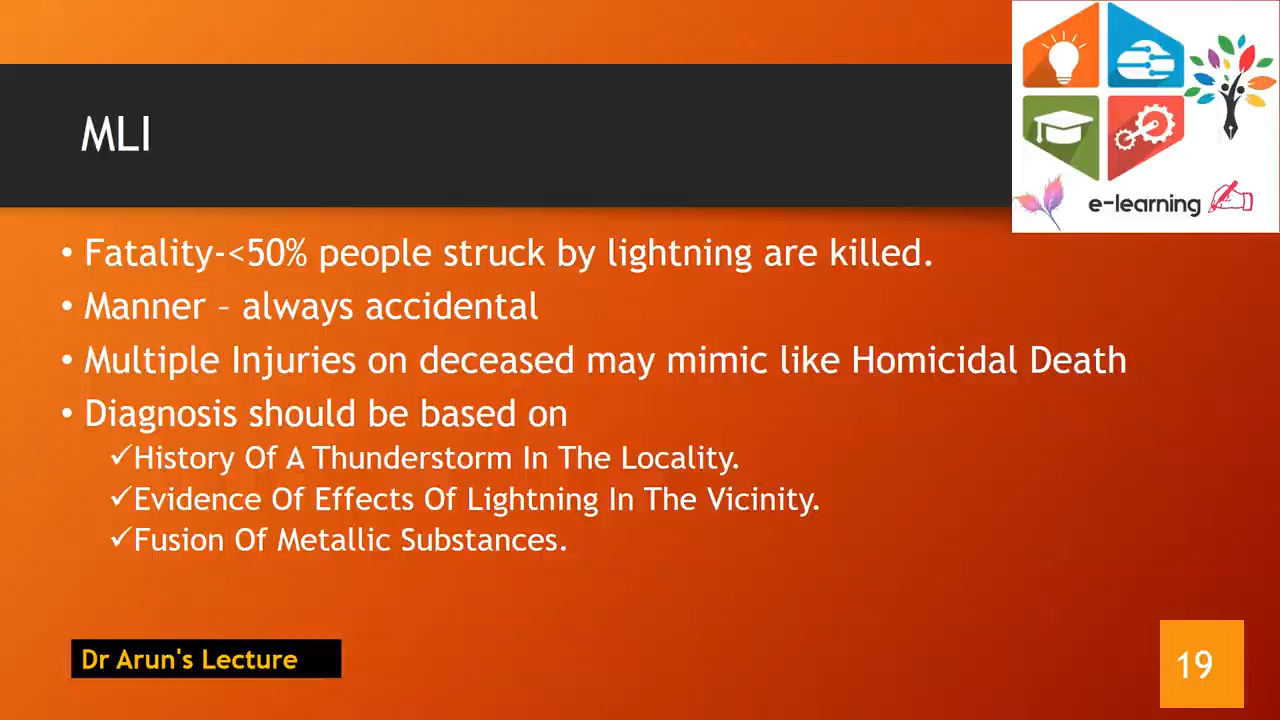 MLI
e-learning
• Fatality-<50% people struck by lightning are killed.
• Manner – always accidental
• Multiple Injuries on deceased may mimic like Homicidal Death
• Diagnosis should be based on
✓History Of A Thunderstorm In The Locality.
✓Evidence Of Effects Of Lightning In The Vicinity.
✓Fusion Of Metallic Substances.
Dr Arun's Lecture
19